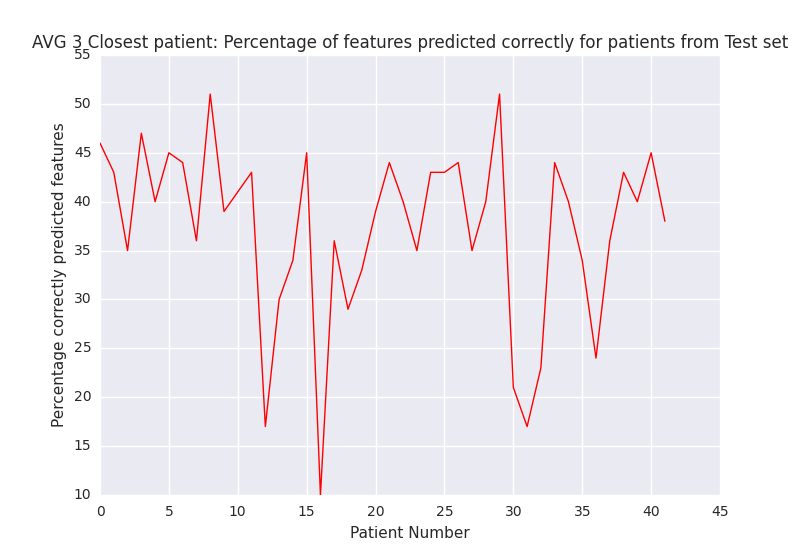 AVG 3 Closest patient: Percentage of features predicted correctly for patients from Test set
55
50
45
40
35
30
25
20
15
10
Percentage correctly predicted features
0 5 10 15 20 25 30 35 40 45
Patient Number